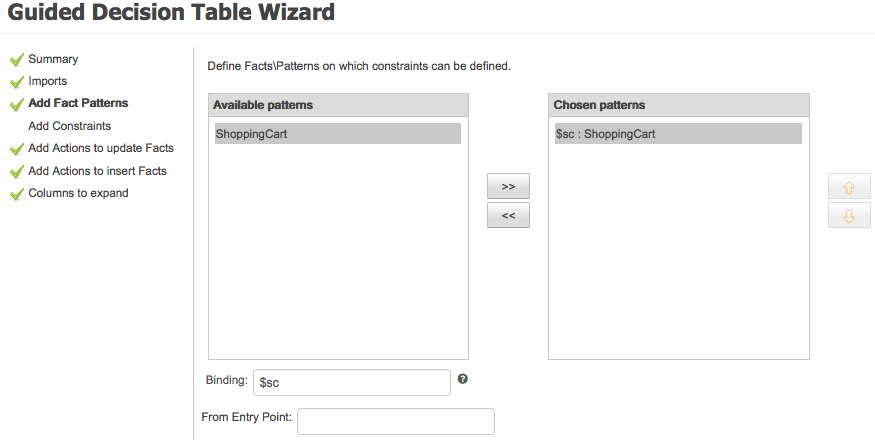 Guided Decision Table Wizard
Summary
Imports
Add Fact Patterns
Add Constraints
Add Actions to update Facts
Add Actions to insert Facts
Columns to expand
Define Facts\Patterns on which constraints can be defined.
Available patterns
ShoppingCart
>>
<<
Chosen patterns
$sc : ShoppingCart
Binding: $sc ?
From Entry Point: